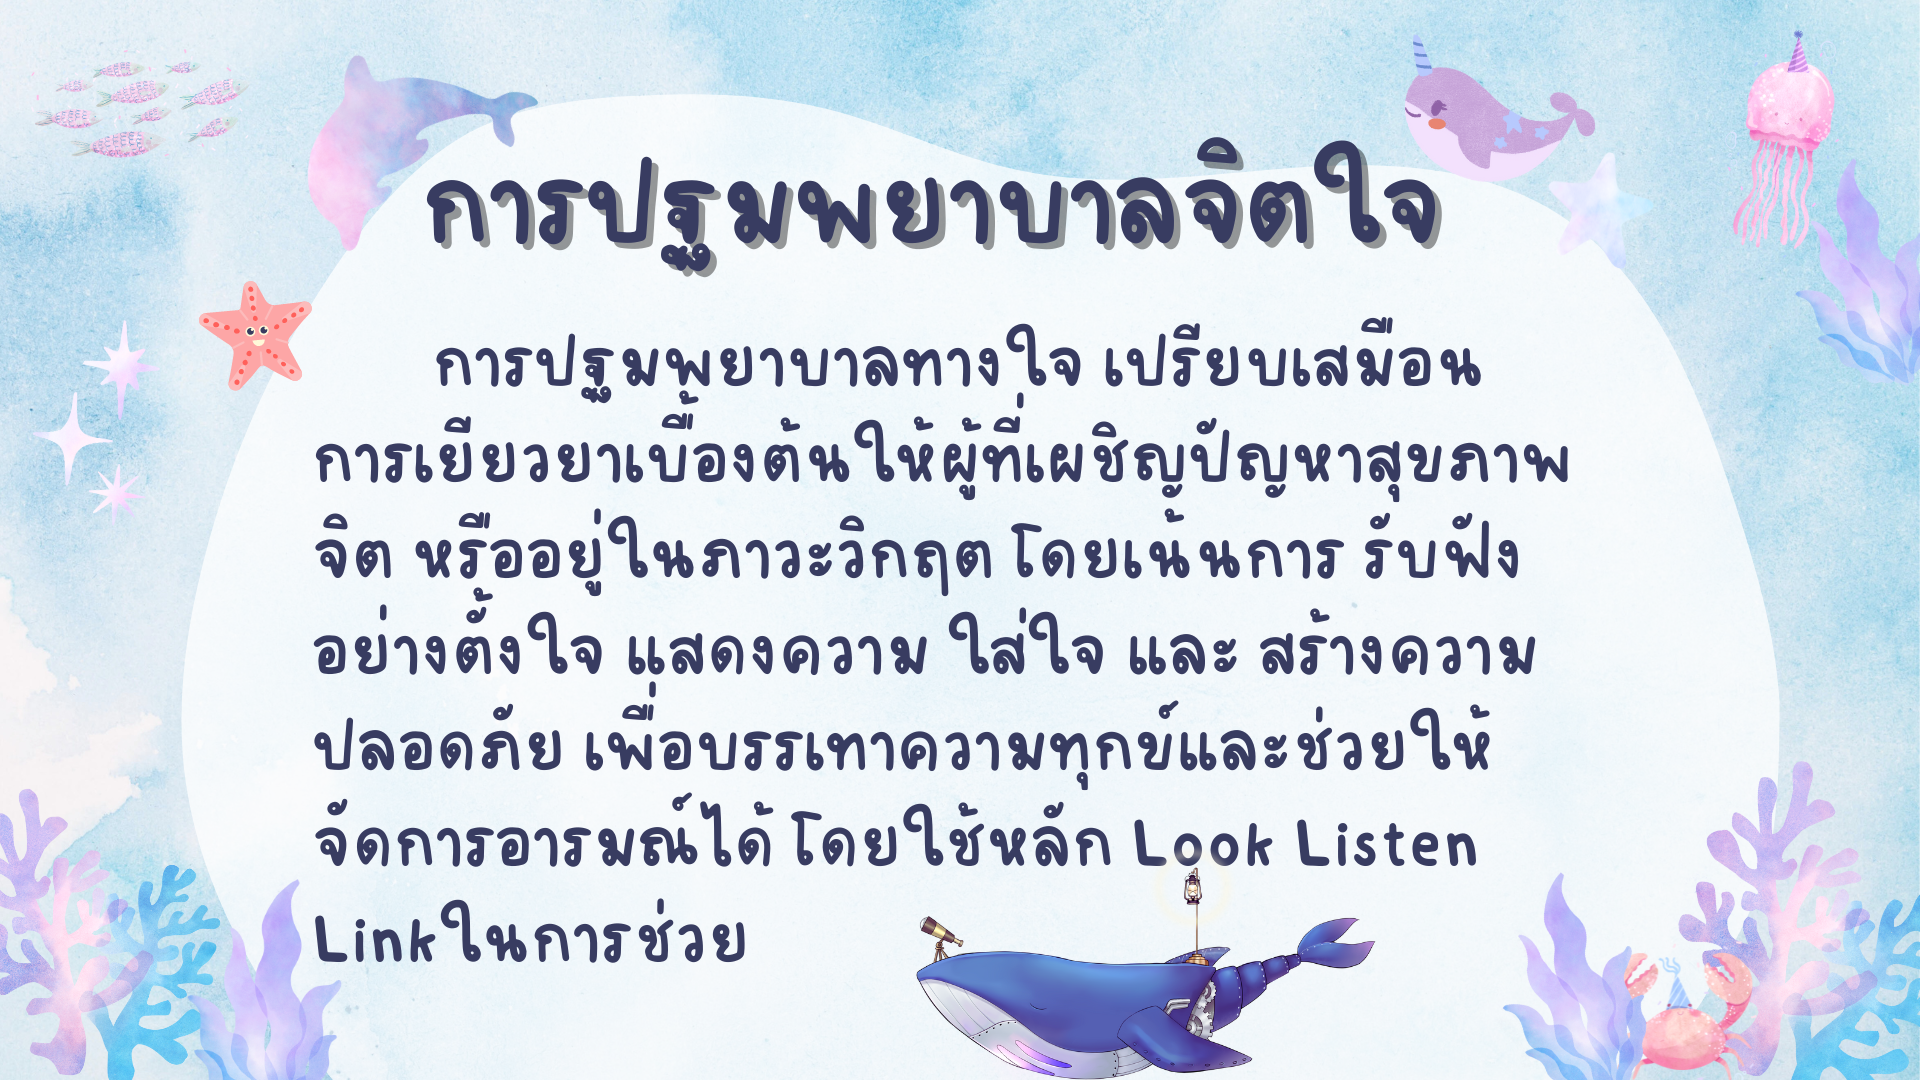 การปฐมพยาบาลจิตใจ
การปฐมพยาบาลทางใจ เปรียบเสมือน
การเยียวยาเบื้องต้นให้ผู้ที่เผชิญปัญหาสุขภาพ
จิต หรืออยู่ในภาวะวิกฤต โดยเน้นการ รับฟัง
อย่างตั้งใจ แสดงความ ใส่ใจ และ สร้างความ
ปลอดภัย เพื่อบรรเทาความทุกข์และช่วยให้
จัดการอารมณ์ได้ โดยใช้หลัก Look Listen
Linkในการช่วย